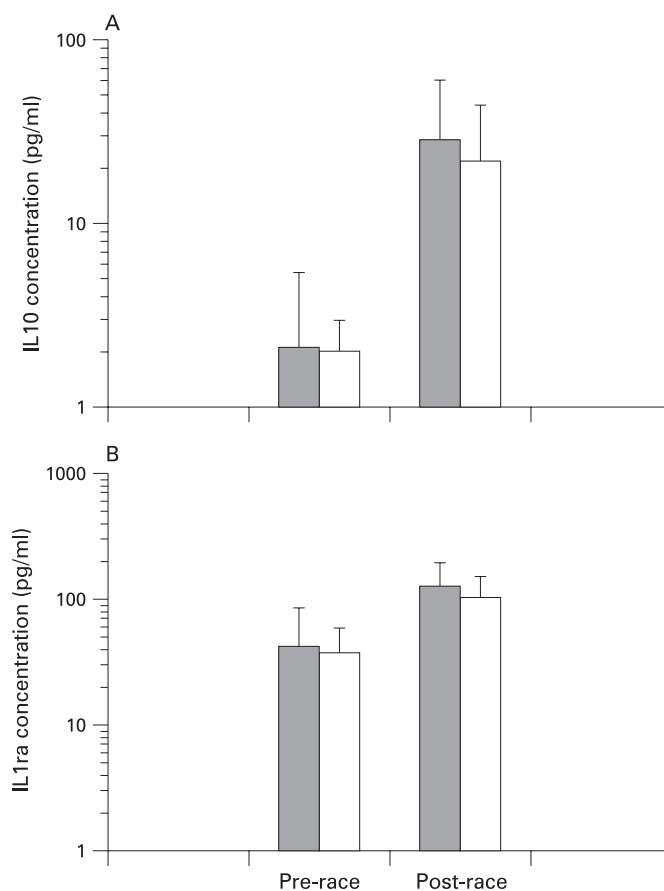 A
IL10 concentration (pg/ml)
100
10
1
B
IL1ra concentration (pg/ml)
1000
100
10
1
Pre-race Post-race